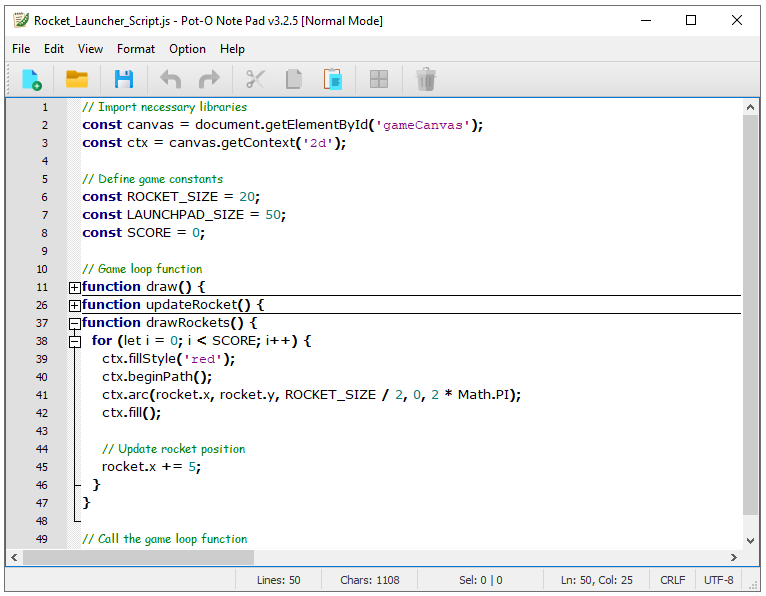 Rocket_Launcher_Script.js - Pot-O Note Pad v3.2.5 [Normal Mode]
File Edit View Format Option Help
1 // Import necessary libraries
2 const canvas = document.getElementById('gameCanvas');
3 const ctx = canvas.getContext('2d');
4
5 // Define game constants
6 const ROCKET_SIZE = 20;
7 const LAUNCHPAD_SIZE = 50;
8 const SCORE = 0;
9
10 // Game loop function
11 function draw() {
26 function updateRocket() {
37 function drawRockets() {
38 for (let i = 0; i < SCORE; i++) {
39 ctx.fillStyle('red');
40 ctx.beginPath();
41 ctx.arc(rocket.x, rocket.y, ROCKET_SIZE / 2, 0, 2 * Math.PI);
42 ctx.fill();
43
44 // Update rocket position
45 rocket.x += 5;
46 }
47 }
48
49 // Call the game loop function
Lines: 50 Chars: 1108 Sel: 0 | 0 Ln: 50, Col: 25 CRLF UTF-8